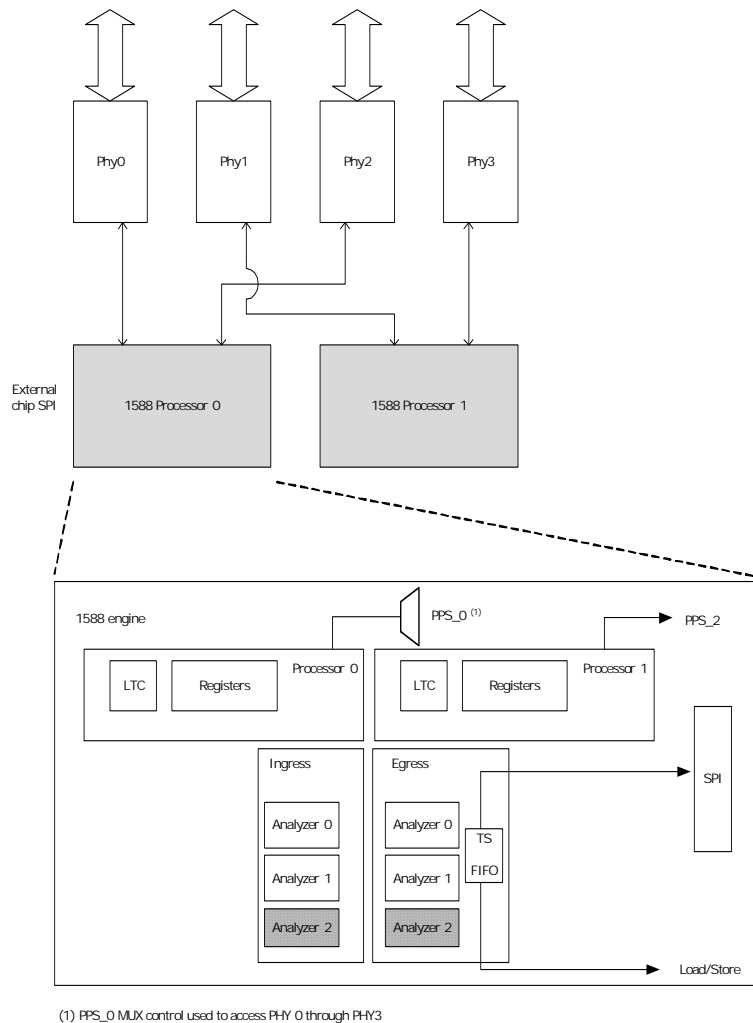 Phy0
Phy1
Phy2
Phy3
External
chip SPI
1588 Processor 0
1588 Processor 1
1588 engine
PPS_0 (1)
PPS_2
Processor 0
LTC
Registers
Processor 1
LTC
Registers
Ingress
Analyzer 0
Analyzer 1
Analyzer 2
Egress
Analyzer 0
Analyzer 1
Analyzer 2
TS
FIFO
SPI
Load/Store
(1) PPS_0 MUX control used to access PHY 0 through PHY3